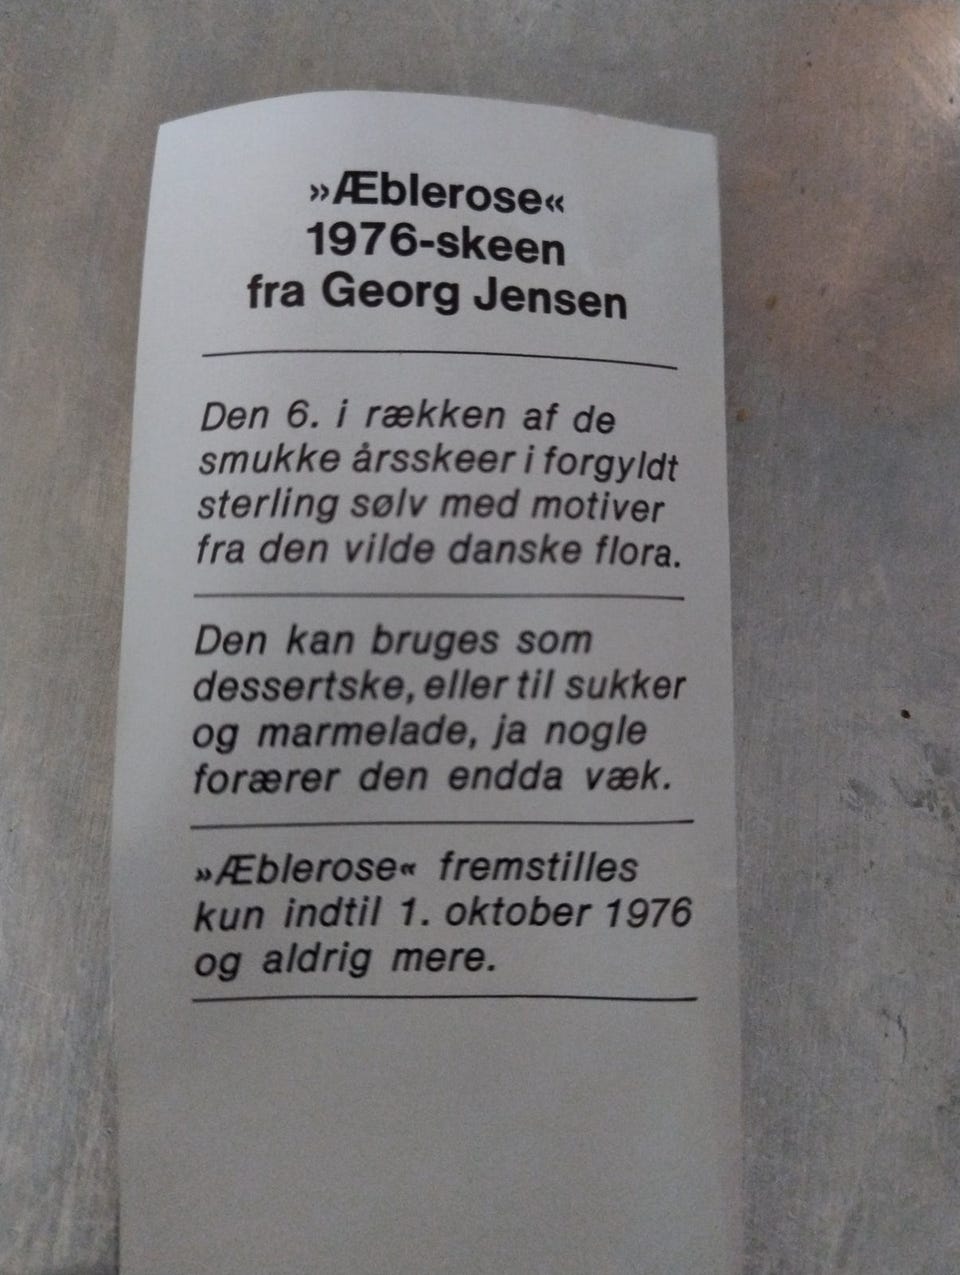 »Æblerose«
1976-skeen
fra Georg Jensen
Den 6. i rækken af de
smukke årsskeer i forgyldt
sterling sølv med motiver
fra den vilde danske flora.
Den kan bruges som
dessertske, eller til sukker
og marmelade, ja nogle
forærer den endda væk.
»Æblerose« fremstilles
kun indtil 1. oktober 1976
og aldrig mere.